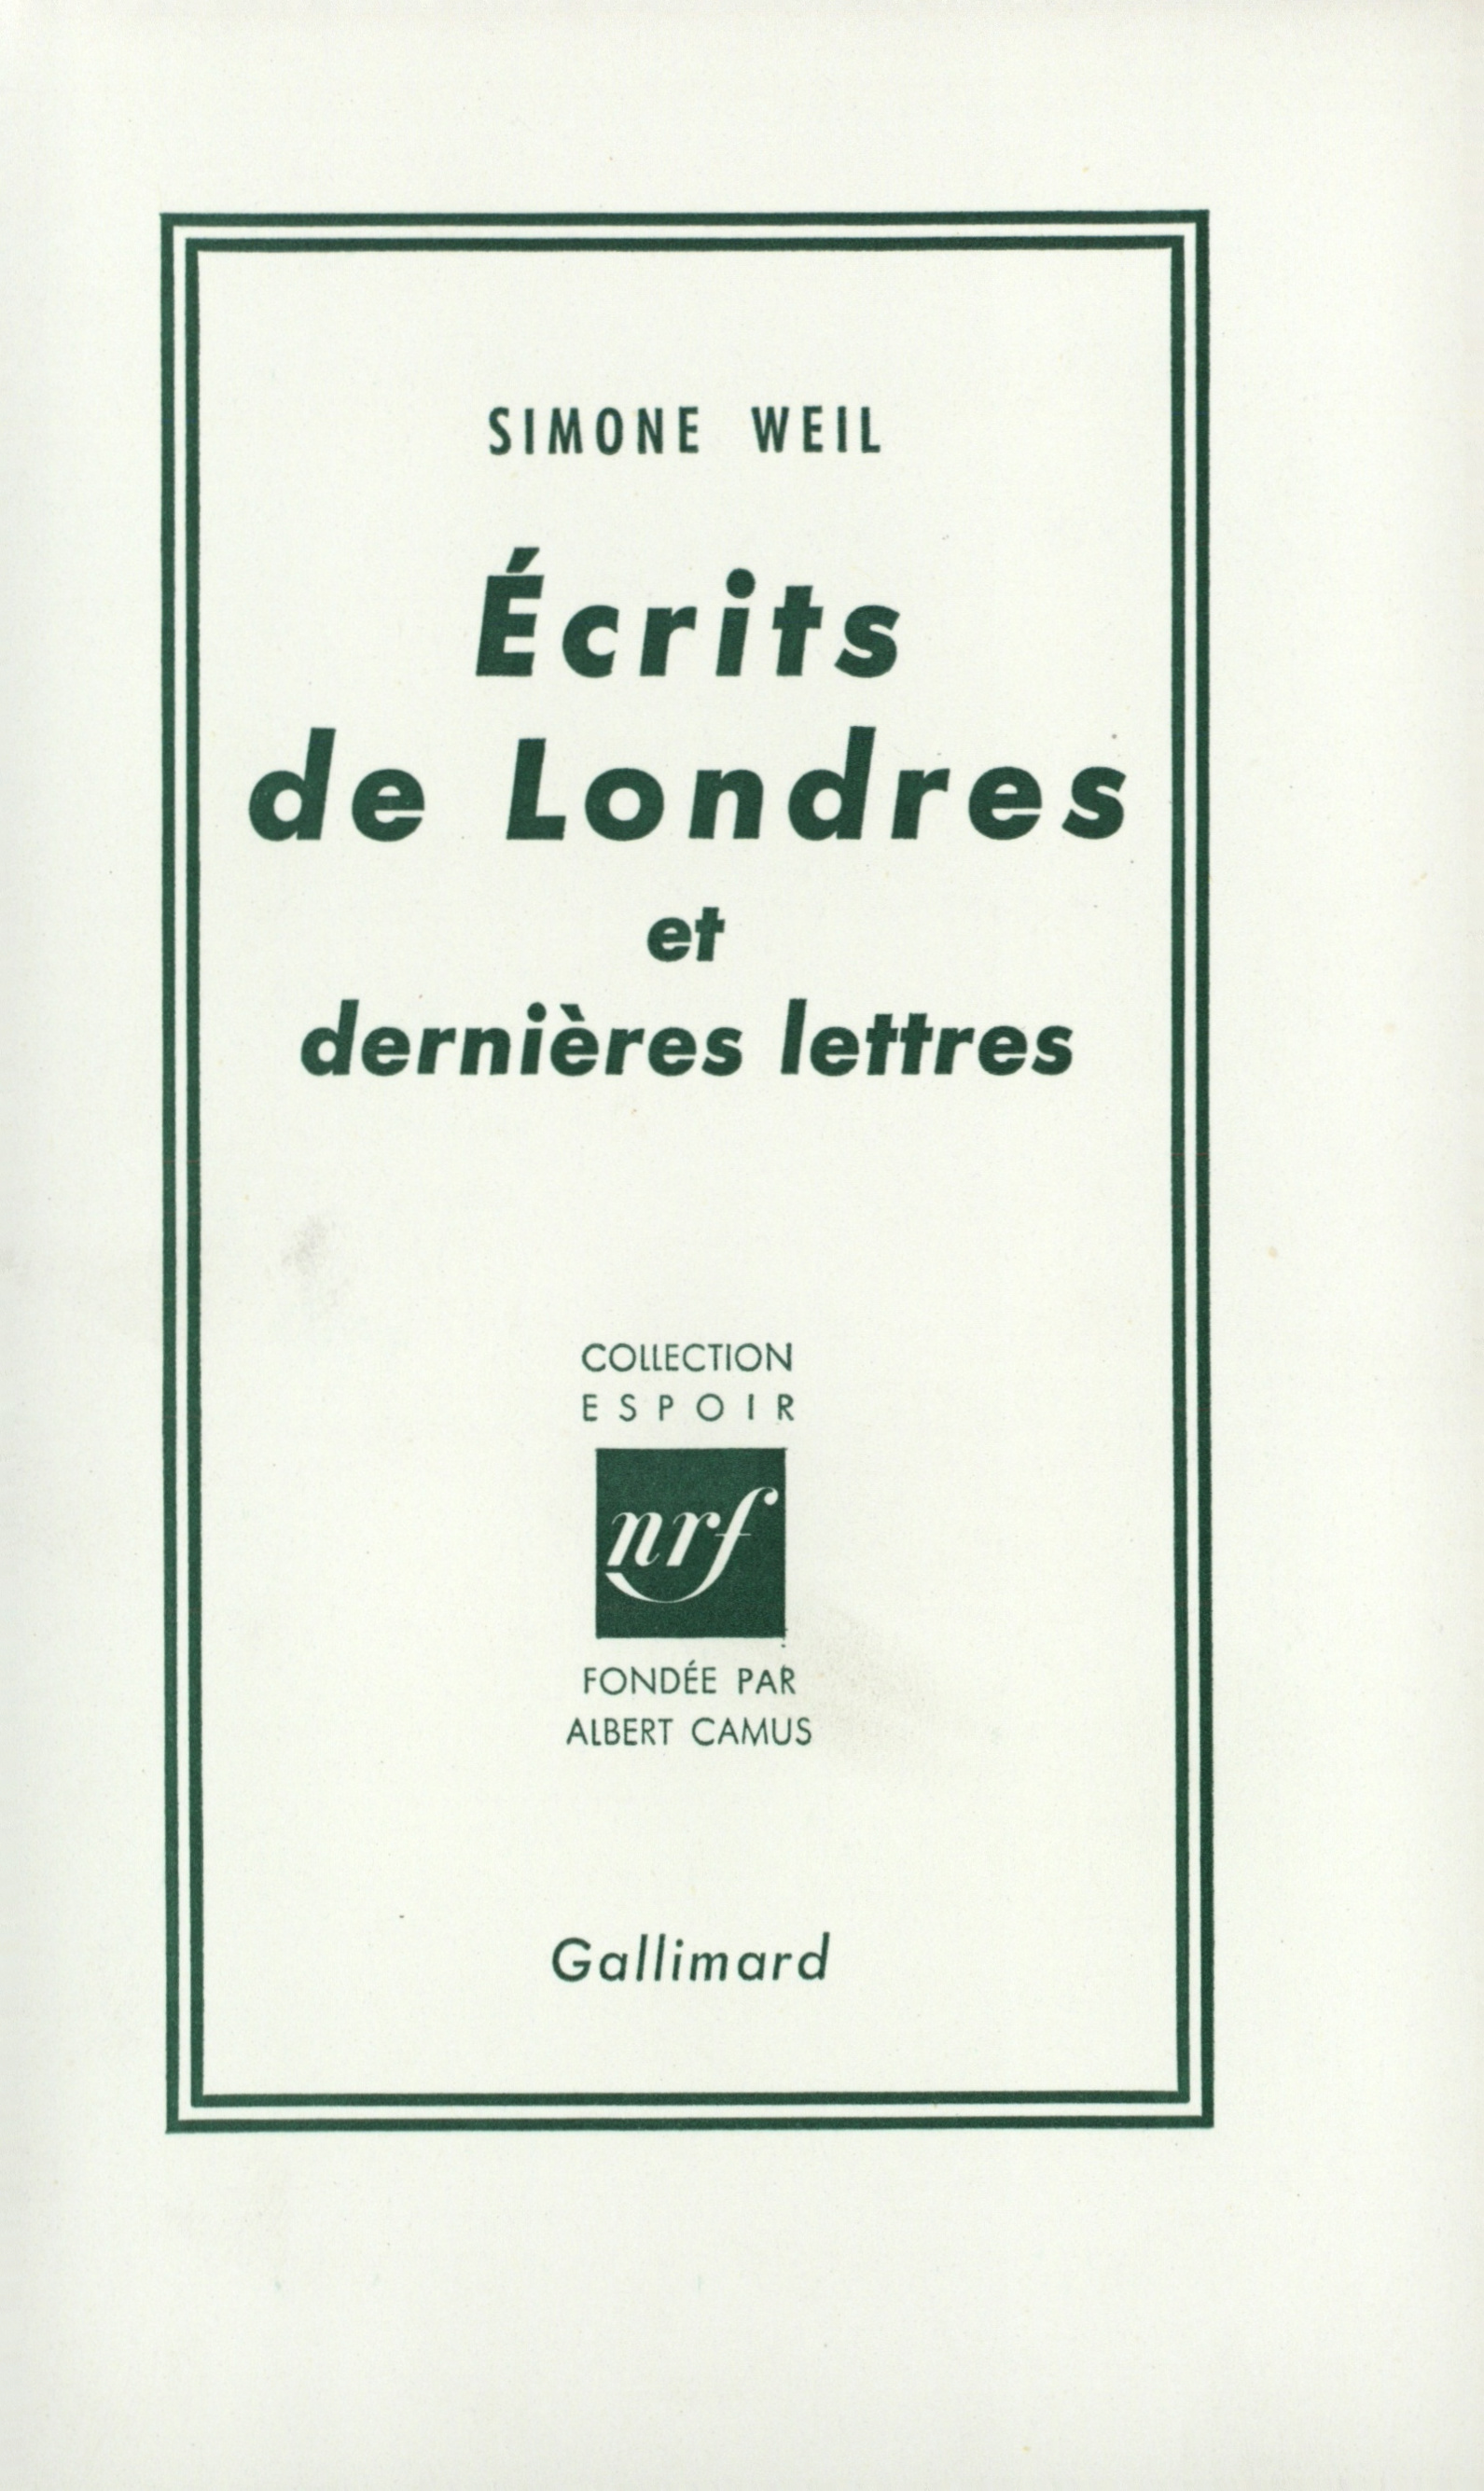 SIMONE WEIL
Écrits
de Londres
et
dernières lettres
COLLECTION
ESPOIR
nrf
FONDÉE PAR
ALBERT CAMUS
Gallimard